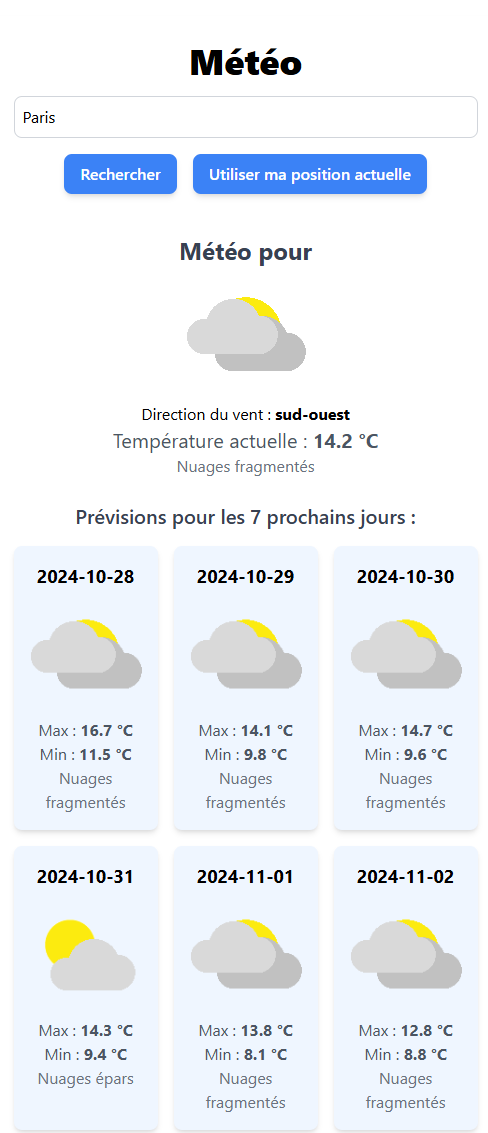 Météo
Paris
Rechercher
Utiliser ma position actuelle
Météo pour
Direction du vent : sud-ouest
Température actuelle : 14.2 °C
Nuages fragmentés
Prévisions pour les 7 prochains jours :
2024-10-28
Max : 16.7 °C
Min : 11.5 °C
Nuages
fragmentés
2024-10-29
Max : 14.1 °C
Min : 9.8 °C
Nuages
fragmentés
2024-10-30
Max : 14.7 °C
Min : 9.6 °C
Nuages
fragmentés
2024-10-31
Max : 14.3 °C
Min : 9.4 °C
Nuages épars
2024-11-01
Max : 13.8 °C
Min : 8.1 °C
Nuages
fragmentés
2024-11-02
Max : 12.8 °C
Min : 8.8 °C
Nuages
fragmentés